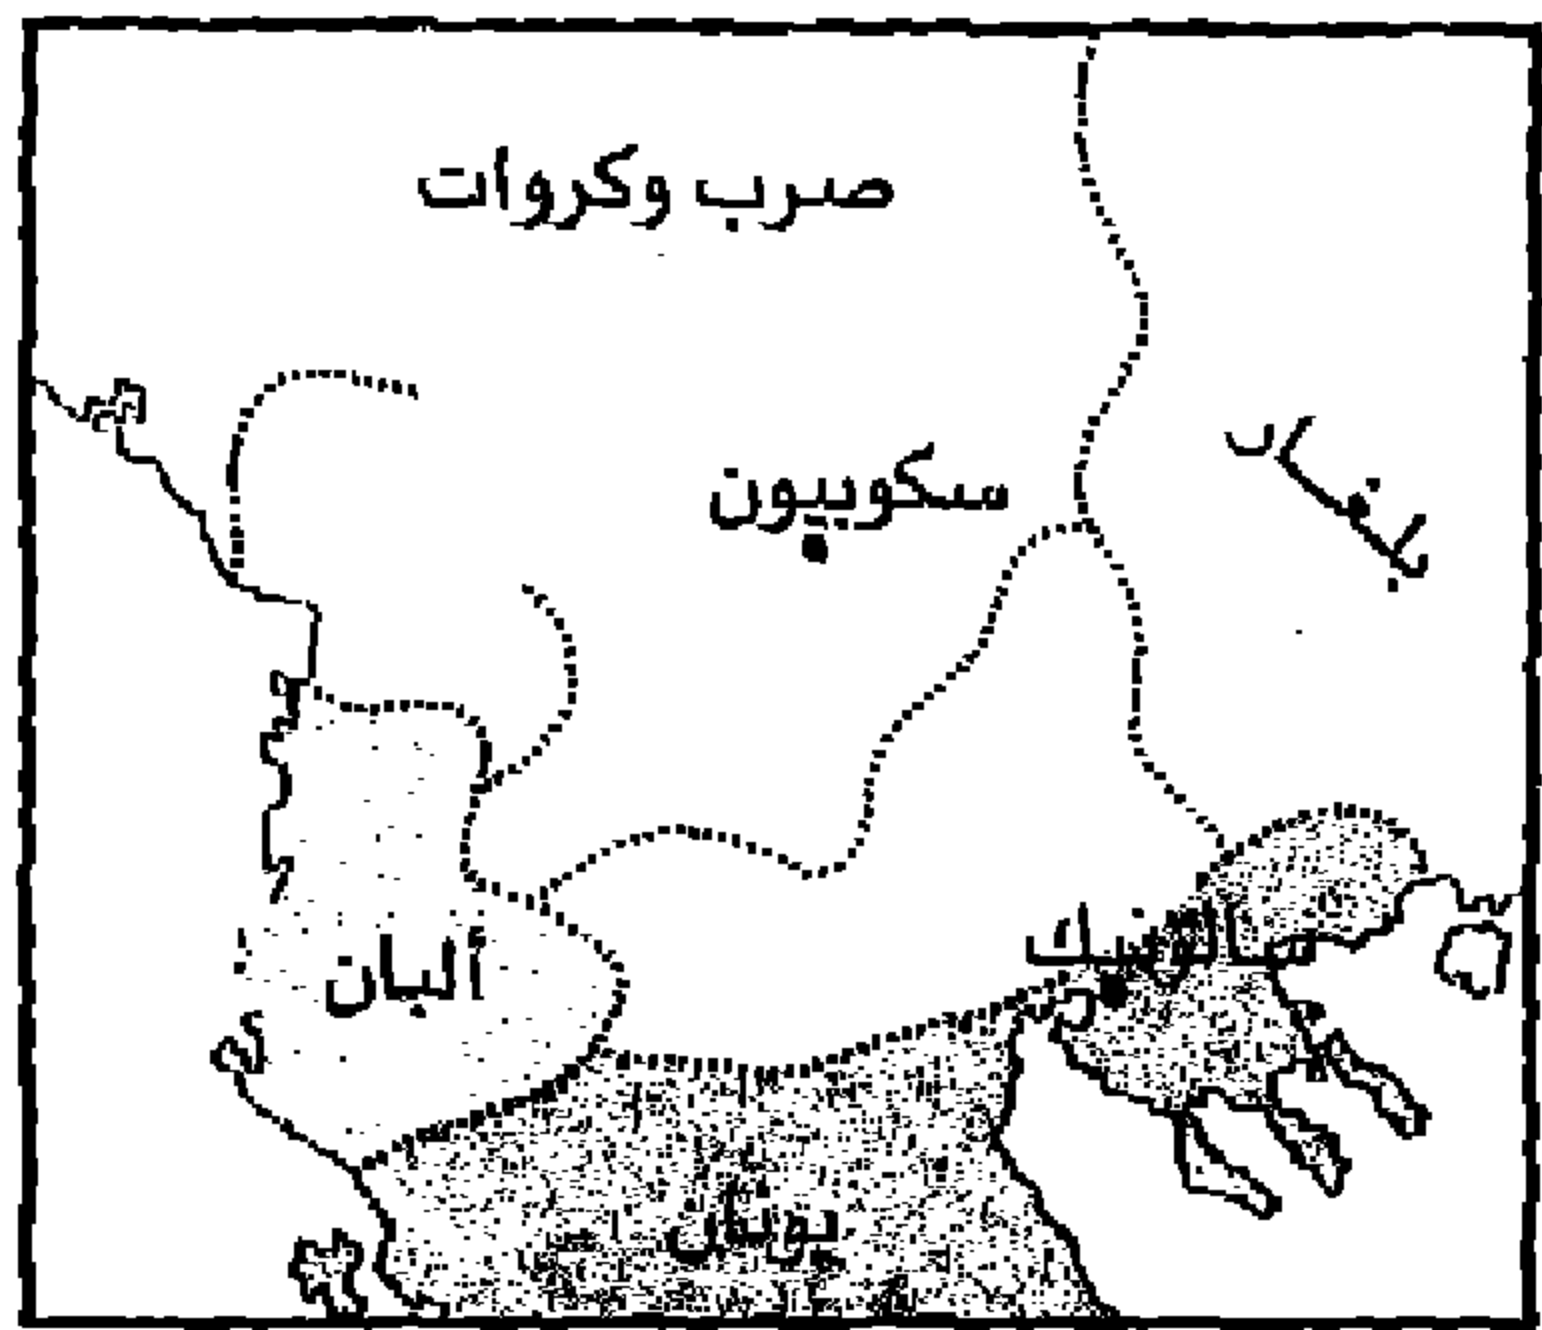 صرب وكروات
سكوبيون
بلغار
ألبان
سالونيك
يونان